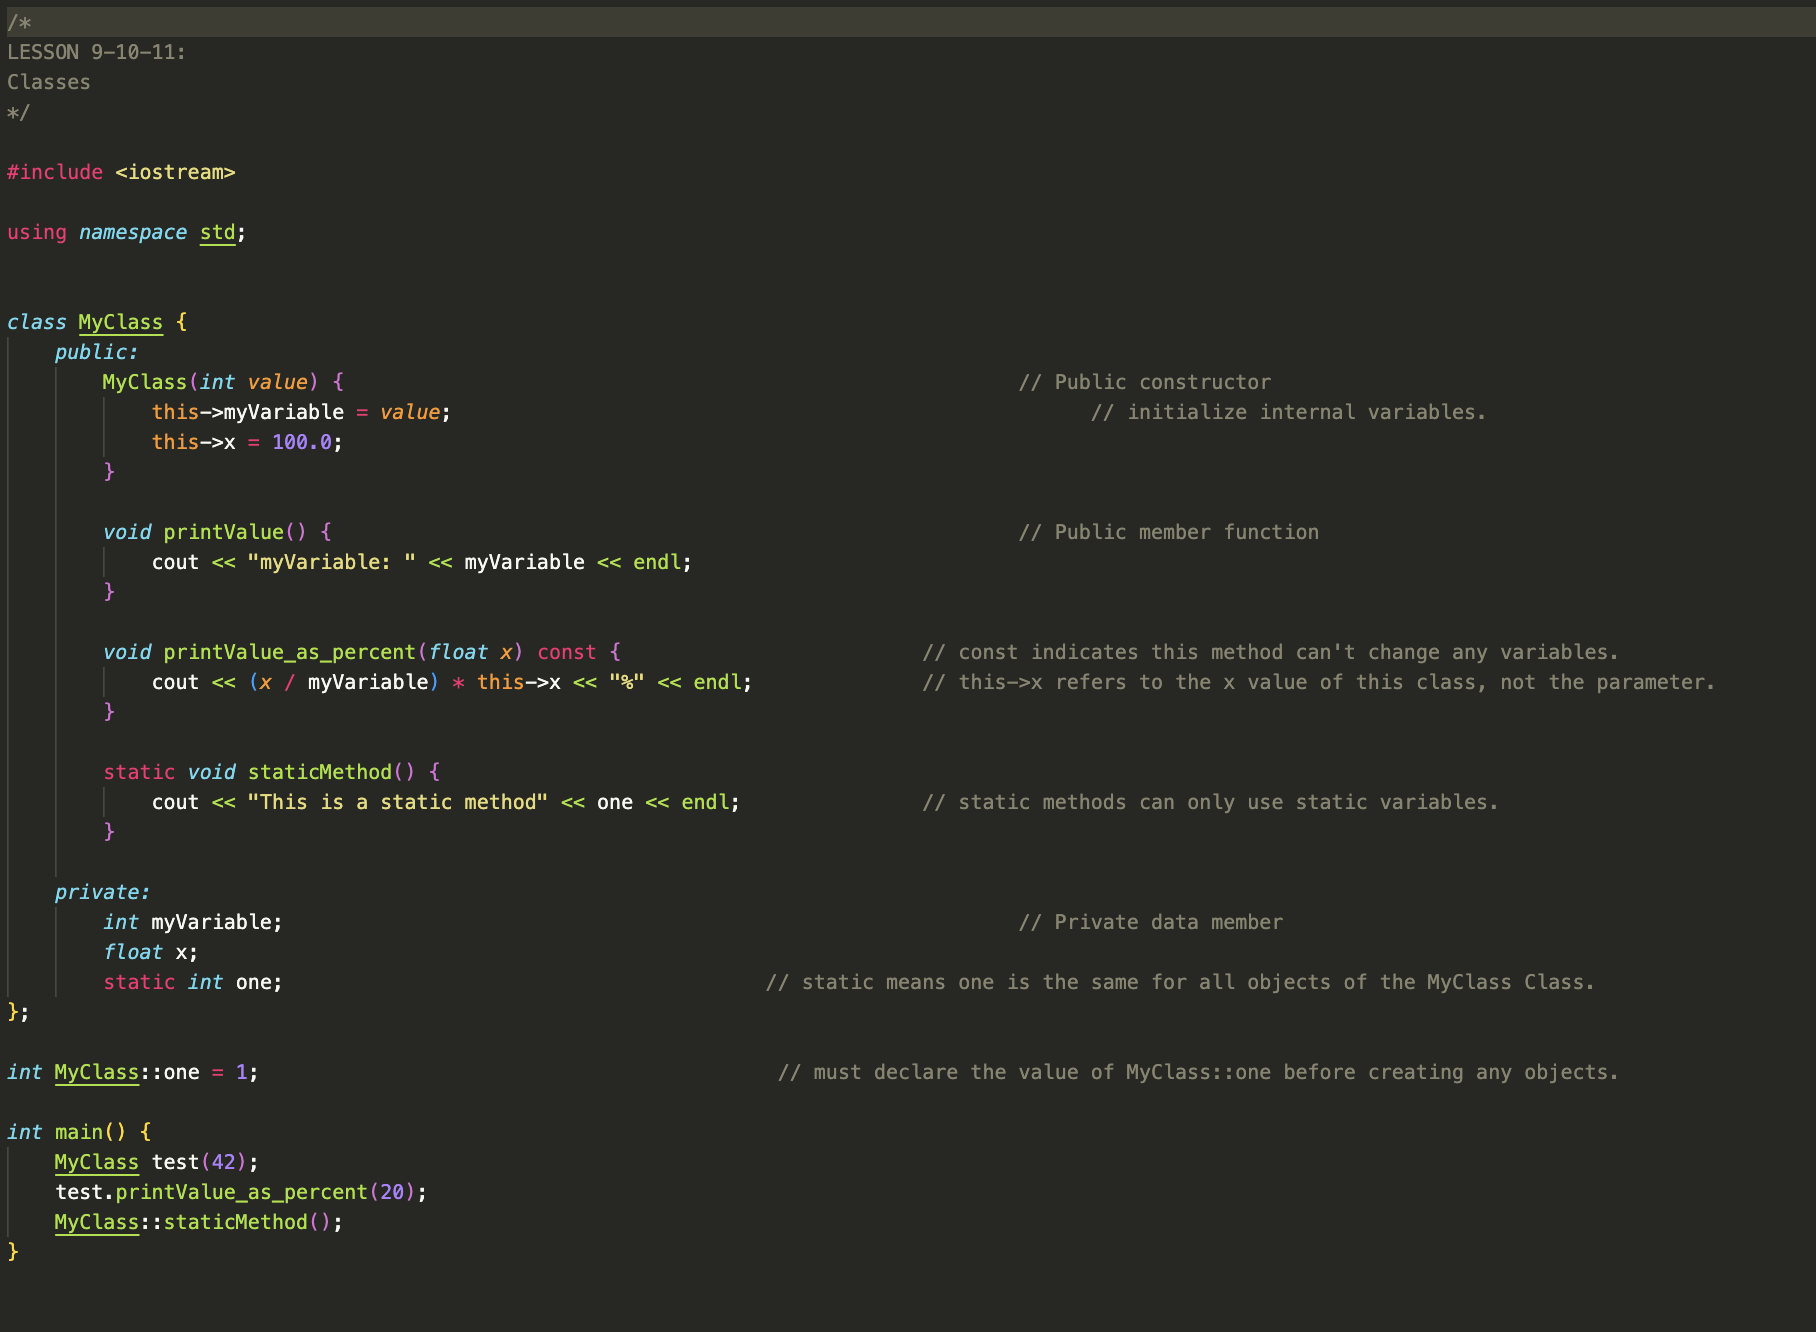 /*
LESSON 9-10-11:
Classes
*/
#include <iostream>
using namespace std;
class MyClass {
public:
MyClass(int value) { // Public constructor
this->myVariable = value; // initialize internal variables.
this->x = 100.0;
}
void printValue() { // Public member function
cout << "myVariable: " << myVariable << endl;
}
void printValue_as_percent(float x) const { // const indicates this method can't change any variables.
cout << (x / myVariable) * this->x << "%" << endl; // this->x refers to the x value of this class, not the parameter.
}
static void staticMethod() {
cout << "This is a static method" << one << endl; // static methods can only use static variables.
}
private:
int myVariable; // Private data member
float x;
static int one; // static means one is the same for all objects of the MyClass Class.
};
int MyClass::one = 1; // must declare the value of MyClass::one before creating any objects.
int main() {
MyClass test(42);
test.printValue_as_percent(20);
MyClass::staticMethod();
}